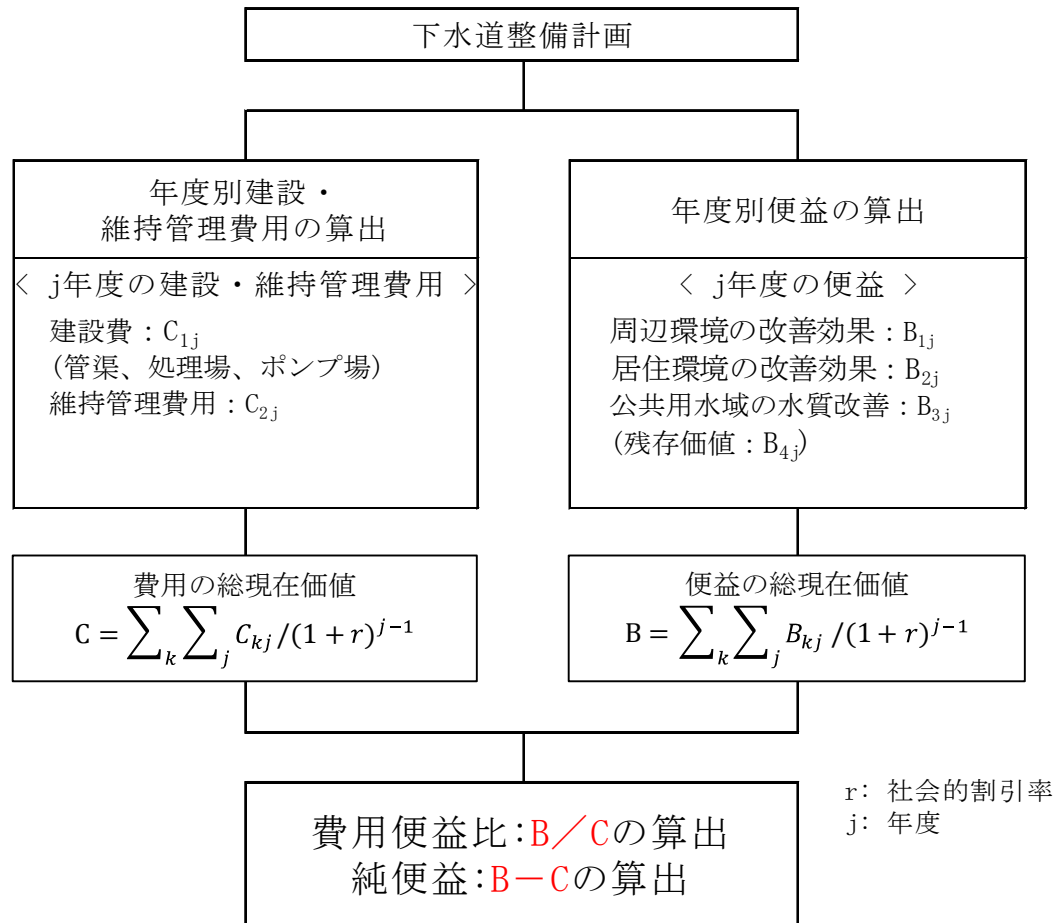 下水道整備計画
年度別建設・
維持管理費用の算出
< j年度の建設・維持管理費用 >
建設費：C₁ⱼ
(管渠、処理場、ポンプ場)
維持管理費用：C₂ⱼ
年度別便益の算出
< j年度の便益 >
周辺環境の改善効果：B₁ⱼ
居住環境の改善効果：B₂ⱼ
公共用水域の水質改善：B₃ⱼ
(残存価値：B₄ⱼ)
費用の総現在価値
C = ∑ₖ ∑ⱼ Cₖⱼ/(1 + r)ʲ⁻¹
便益の総現在価値
B = ∑ₖ ∑ⱼ Bₖⱼ /(1 + r)ʲ⁻¹
費用便益比:B／Cの算出
純便益:B－Cの算出
r: 社会的割引率
j: 年度